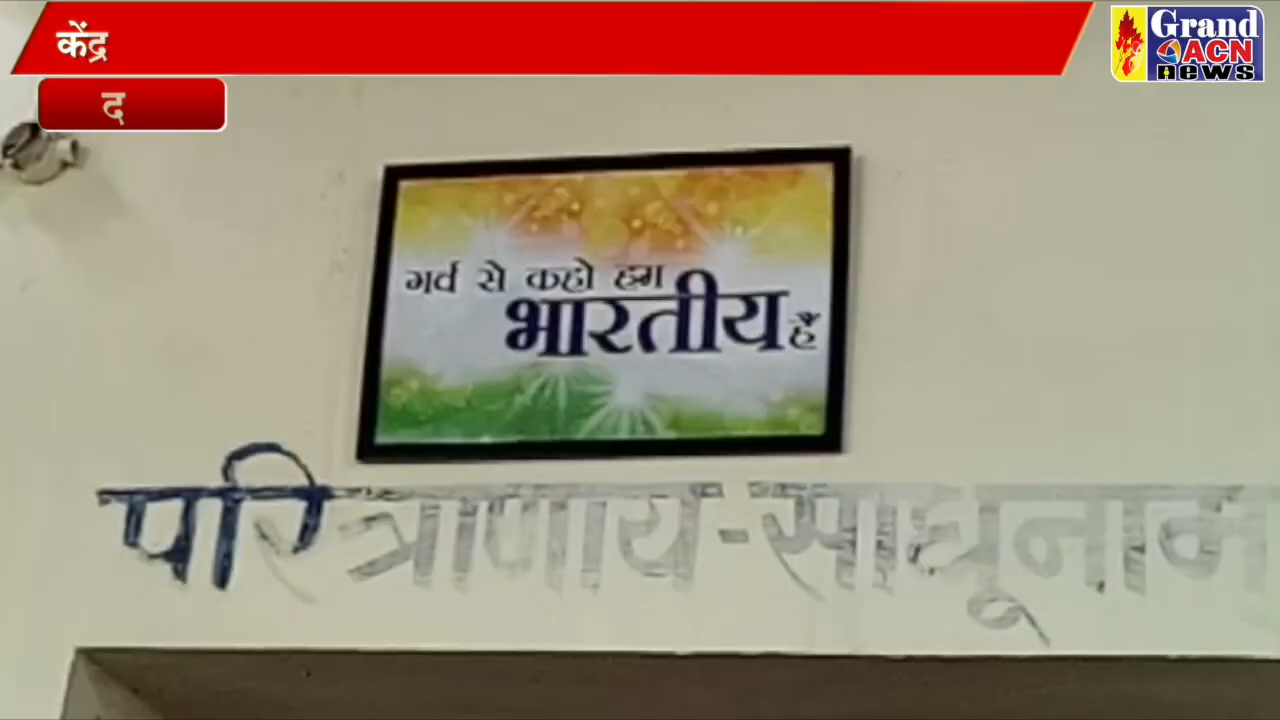 केंद्र
Grand
ACN
news
द
गर्व से कहो हम
भारतीय हैं
परित्राणाय-साधूनाम्